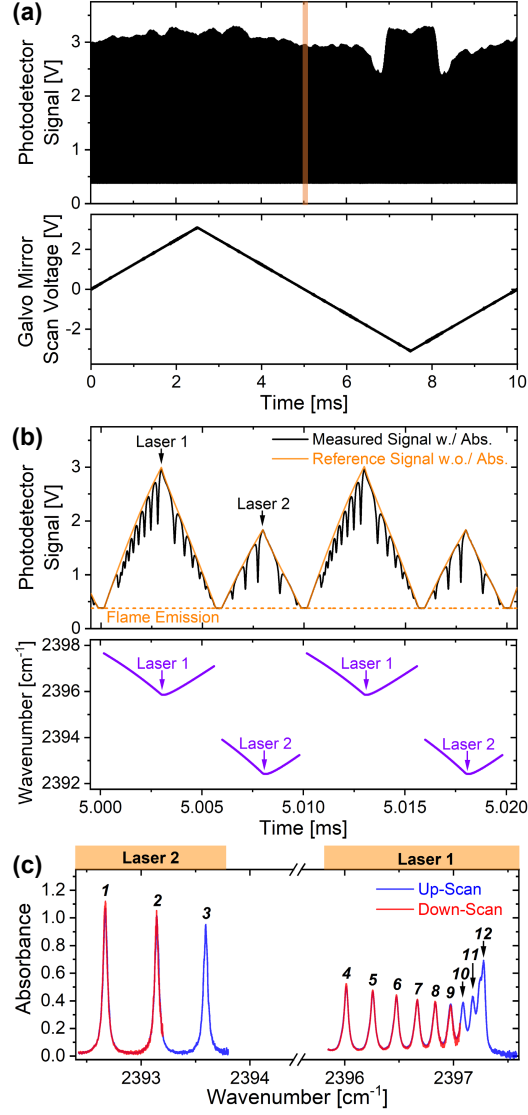 (a)
Photodetector
Signal [V]
4
3
2
1
0
Galvo Mirror
Scan Voltage [V]
2
0
-2
0
2
4
6
8
10
Time [ms]
(b)
Laser 1
Measured Signal w./ Abs.
Reference Signal w.o./ Abs.
Laser 2
Photodetector
Signal [V]
4
3
2
1
0
Flame Emission
Wavenumber [cm⁻¹]
2398
2396
2394
2392
Laser 1
Laser 1
Laser 2
Laser 2
5.000
5.005
5.010
5.015
5.020
Time [ms]
(c)
Laser 2
Laser 1
Up-Scan
Down-Scan
Absorbance
1.2
1.0
0.8
0.6
0.4
0.2
0.0
1
2
3
4
5
6
7
8
9
10
11
12
2393
2394
2396
2397
Wavenumber [cm⁻¹]